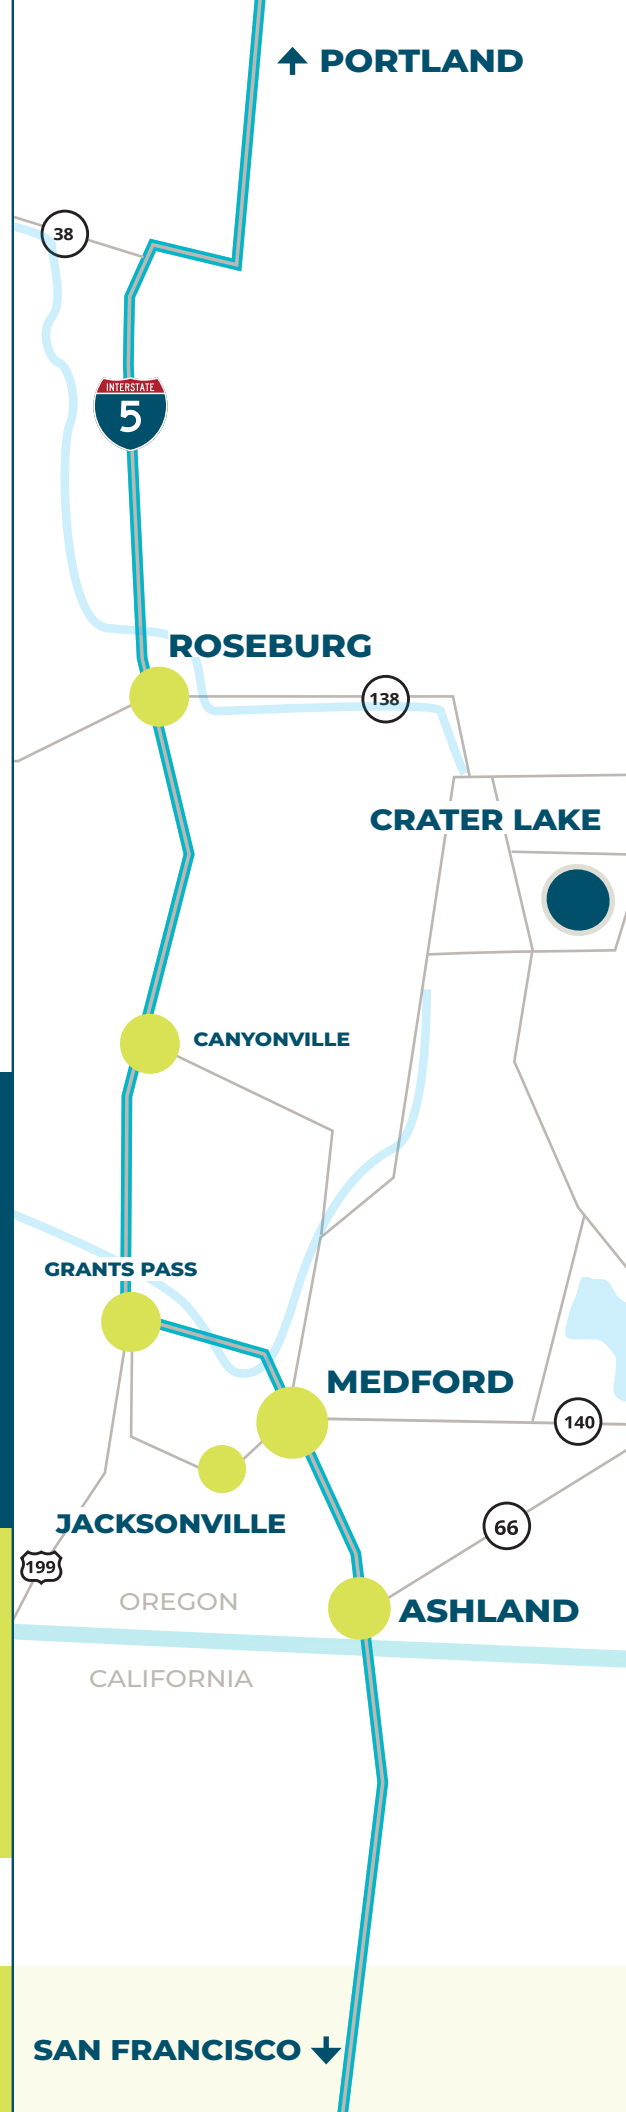 PORTLAND
38
INTERSTATE
5
ROSEBURG
138
CRATER LAKE
CANYONVILLE
GRANTS PASS
MEDFORD
140
JACKSONVILLE
66
199
OREGON
ASHLAND
CALIFORNIA
SAN FRANCISCO